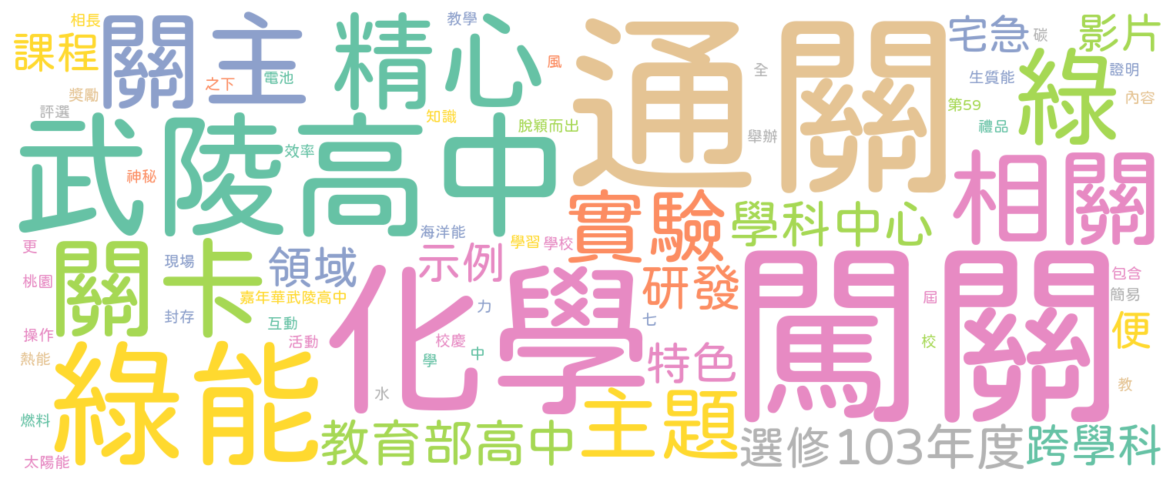 相長
教學
課程
關主
精心
通關
宅急
影片
碳
風
全
之下
電池
生質能
證明
綠
獎勵
評選
知識
脫穎而出
第59
內容
禮品
舉辦
武陵高中
效率
神秘
相關
實驗
學科中心
更
關卡
現場
領域
海洋能
示例
學習
學校
研發
闖關
包含
桃園
嘉年華武陵高中
化學
屆
簡易
封存
互動
力
七
便
操作
活動
校慶
校
熱能
綠能
學
中
特色
教
水
主題
燃料
教育部高中
選修
103年度
跨學科
太陽能